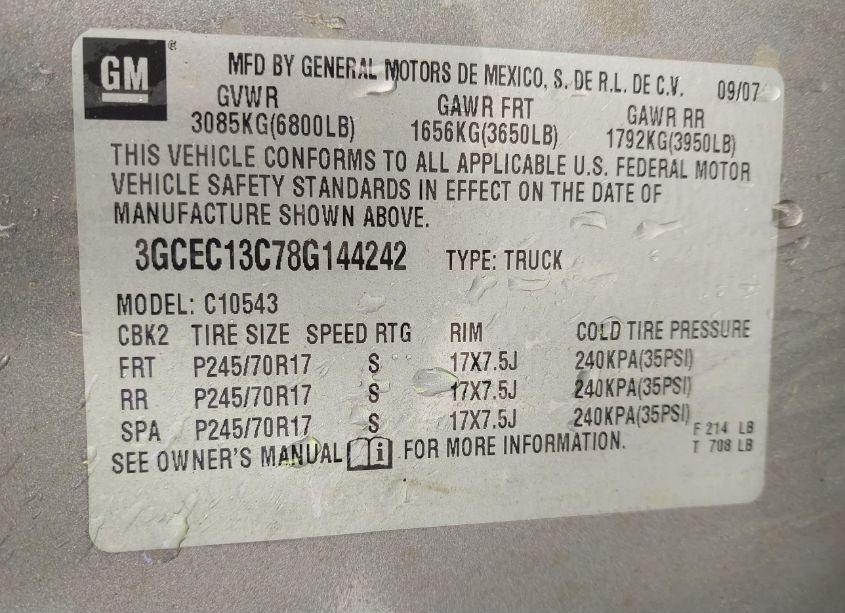 GM
MFD BY GENERAL MOTORS DE MEXICO, S. DE R.L. DE C.V. 09/07
GVWR GAWR FRT GAWR RR
3085KG(6800LB) 1656KG(3650LB) 1792KG(3950LB)
THIS VEHICLE CONFORMS TO ALL APPLICABLE U.S. FEDERAL MOTOR
VEHICLE SAFETY STANDARDS IN EFFECT ON THE DATE OF
MANUFACTURE SHOWN ABOVE.
3GCEC13C78G144242 TYPE: TRUCK
MODEL: C10543
CBK2 TIRE SIZE SPEED RTG RIM COLD TIRE PRESSURE
FRT P245/70R17 S 17X7.5J 240KPA(35PSI)
RR P245/70R17 S 17X7.5J 240KPA(35PSI)
SPA P245/70R17 S 17X7.5J 240KPA(35PSI)
F 214 LB
T 708 LB
SEE OWNER'S MANUAL i FOR MORE INFORMATION.